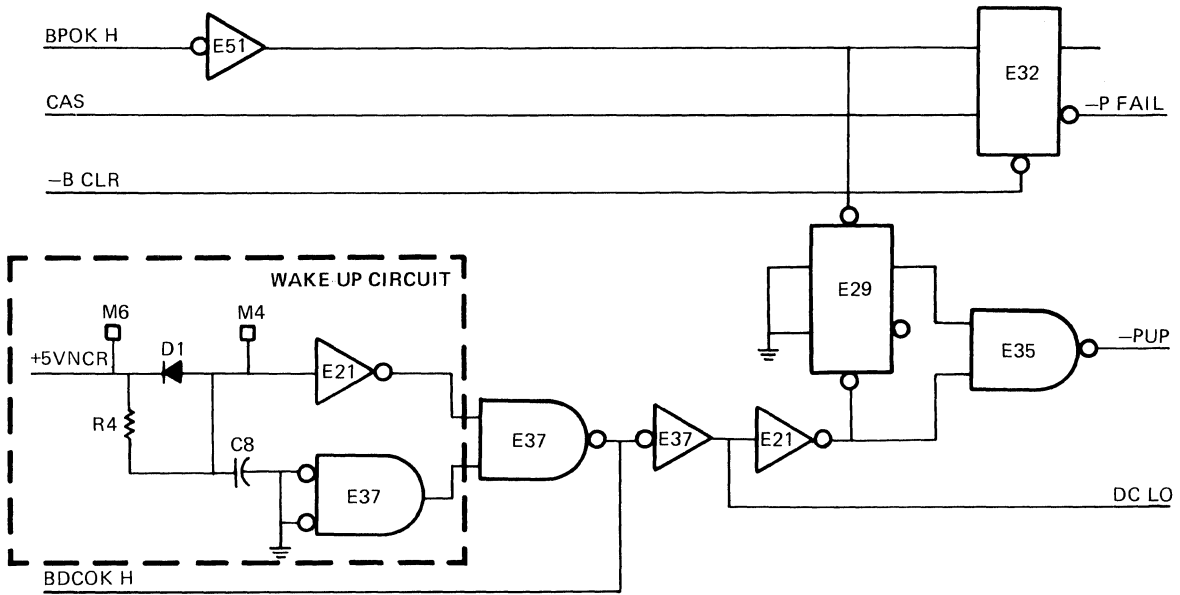 BPOK H
E51
E32
CAS
–P FAIL
–B CLR
WAKE UP CIRCUIT
E29
M6
M4
+5VNCR
D1
E21
E35
–PUP
R4
C8
E37
E37
E21
E37
DC LO
BDCOK H